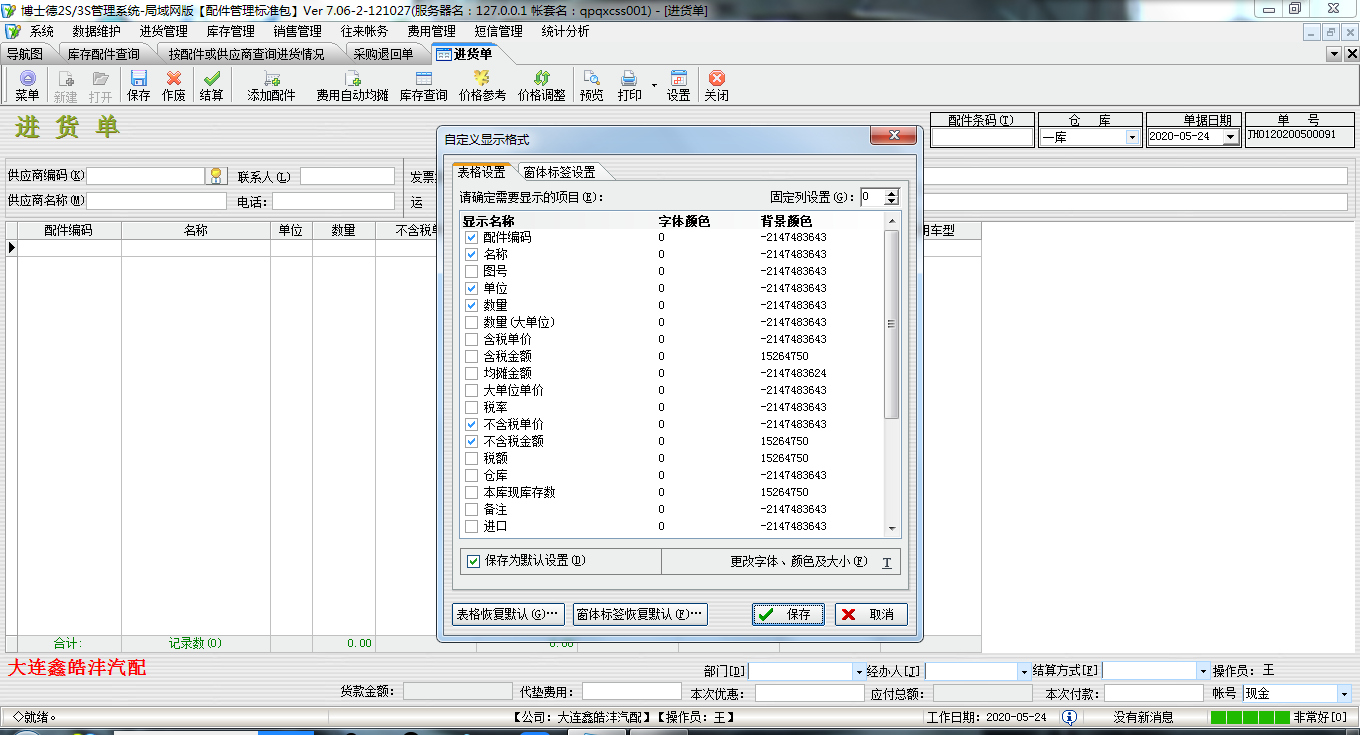 博士德2S/3S管理系统-局域网版【配件管理标准包】Ver 7.06-2-121027(服务器名：127.0.0.1 帐套名：qpqxcss001) - [进货单]
系统 数据维护 进货管理 库存管理 销售管理 往来帐务 费用管理 短信管理 统计分析
导航图 库存配件查询 按配件或供应商查询进货情况 采购退回单 进货单
菜单 新建 打开 保存 作废 结算 添加配件 费用自动均摊 库存查询 价格参考 价格调整 预览 打印 设置 关闭
进 货 单
配件条码(T) 仓 库 单据日期 单 号
一库 2020-05-24 JH0120200500091
供应商编码(K) 联系人(L) 发票
供应商名称(M) 电话： 运
配件编码 名称 单位 数量 不含税单 用车型
自定义显示格式
表格设置 窗体标签设置
请确定需要显示的项目(E)： 固定列设置(G)： 0
显示名称 字体颜色 背景颜色
配件编码 0 -2147483643
名称 0 -2147483643
图号 0 -2147483643
单位 0 -2147483643
数量 0 -2147483643
数量(大单位) 0 -2147483643
含税单价 0 -2147483643
含税金额 0 15264750
均摊金额 0 -2147483624
大单位单价 0 -2147483643
税率 0 -2147483643
不含税单价 0 -2147483643
不含税金额 0 15264750
税额 0 15264750
仓库 0 -2147483643
本库现库存数 0 15264750
备注 0 -2147483643
进口 0 -2147483643
保存为默认设置(D) 更改字体、颜色及大小(F) T
表格恢复默认(G)… 窗体标签恢复默认(F)… 保存 取消
合计: 记录数(0) 0.00 0.00
大连鑫皓沣汽配
部门[D] 经办人[J] 结算方式[E] 操作员： 王
货款金额： 代垫费用： 本次优惠： 应付总额： 本次付款： 帐号 现金
◇就绪。 【公司：大连鑫皓沣汽配】【操作员：王】 工作日期：2020-05-24 没有新消息 非常好[0]